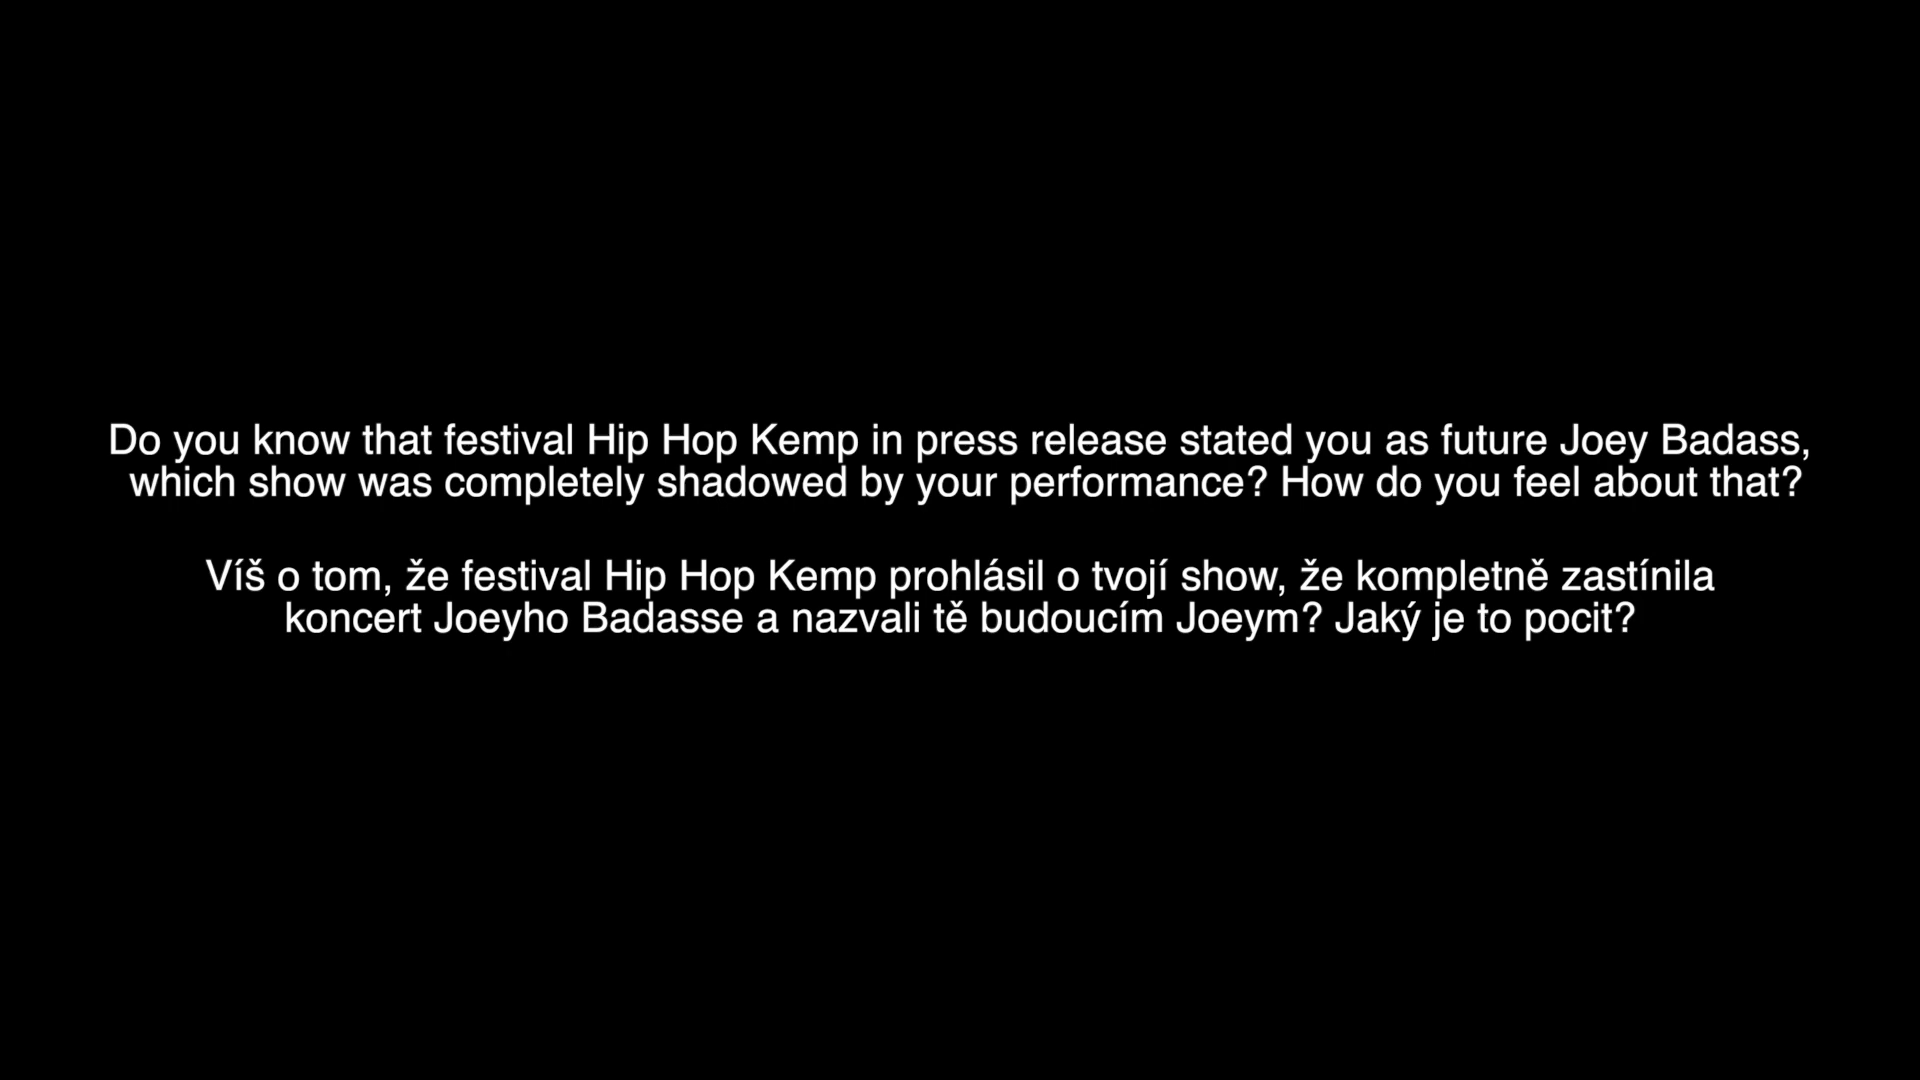 Do you know that festival Hip Hop Kemp in press release stated you as future Joey Badass,
which show was completely shadowed by your performance? How do you feel about that?
Víš o tom, že festival Hip Hop Kemp prohlásil o tvojí show, že kompletně zastínila
koncert Joeyho Badasse a nazvali tě budoucím Joeym? Jaký je to pocit?